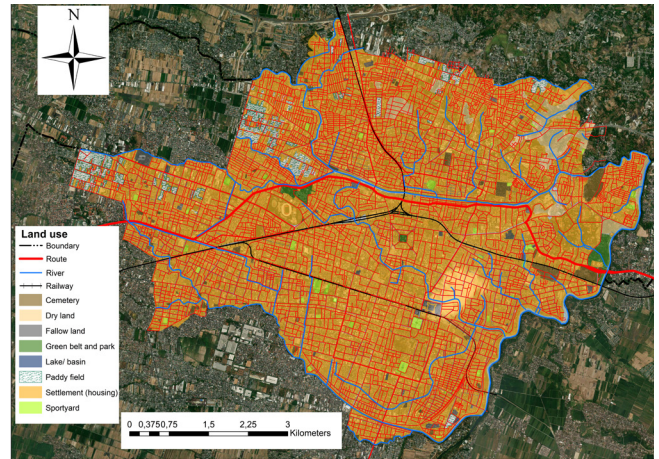 N
Land use
Boundary
Route
River
Railway
Cemetery
Dry land
Fallow land
Green belt and park
Lake/ basin
Paddy field
Settlement (housing)
Sportyard
0 0,3750,75 1,5 2,25 3
Kilometers